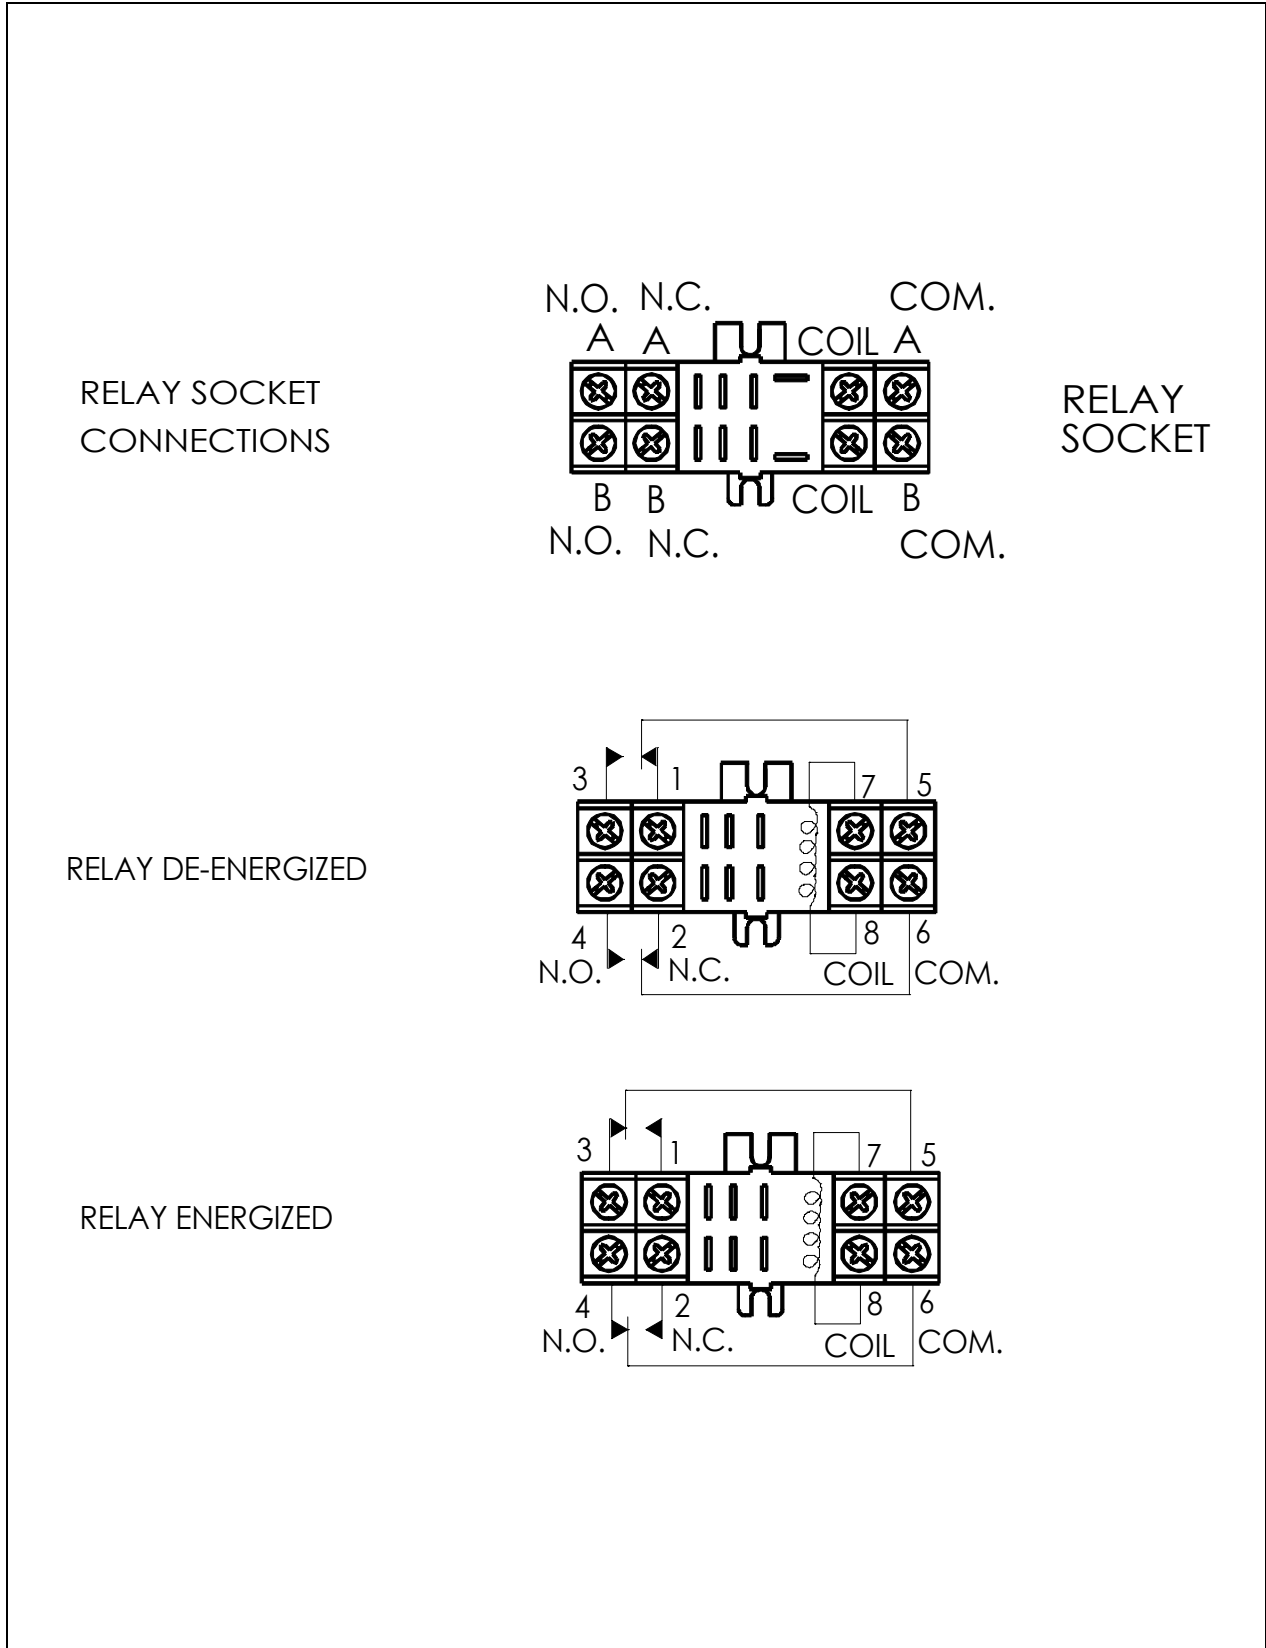 N.O. N.C. COM.
A A COIL A
RELAY SOCKET
CONNECTIONS
RELAY
SOCKET
B B COIL B
N.O. N.C. COM.
3 1 7 5
RELAY DE-ENERGIZED
4 2 8 6
N.O. N.C. COIL COM.
3 1 7 5
RELAY ENERGIZED
4 2 8 6
N.O. N.C. COIL COM.